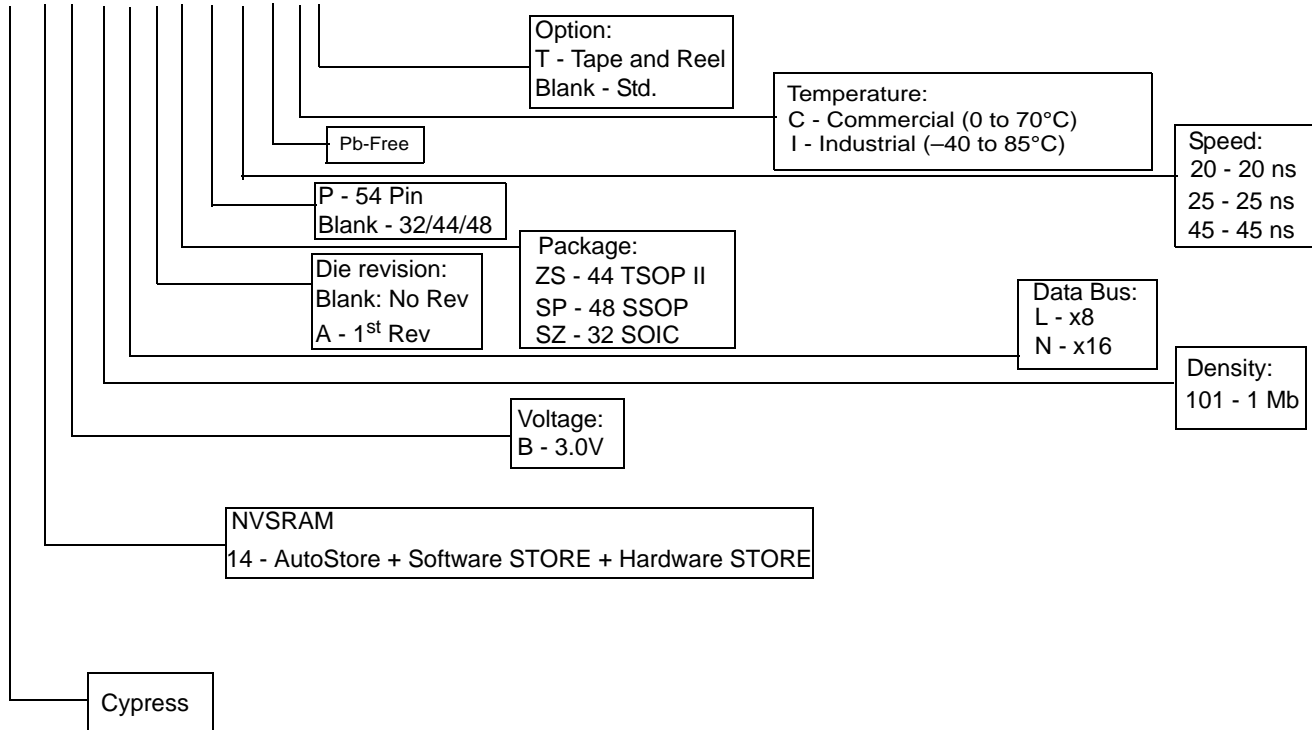 Option:
T - Tape and Reel
Blank - Std.
Temperature:
C - Commercial (0 to 70°C)
I - Industrial (–40 to 85°C)
Pb-Free
Speed:
20 - 20 ns
25 - 25 ns
45 - 45 ns
P - 54 Pin
Blank - 32/44/48
Package:
ZS - 44 TSOP II
SP - 48 SSOP
SZ - 32 SOIC
Die revision:
Blank: No Rev
A - 1st Rev
Data Bus:
L - x8
N - x16
Density:
101 - 1 Mb
Voltage:
B - 3.0V
NVSRAM
14 - AutoStore + Software STORE + Hardware STORE
Cypress